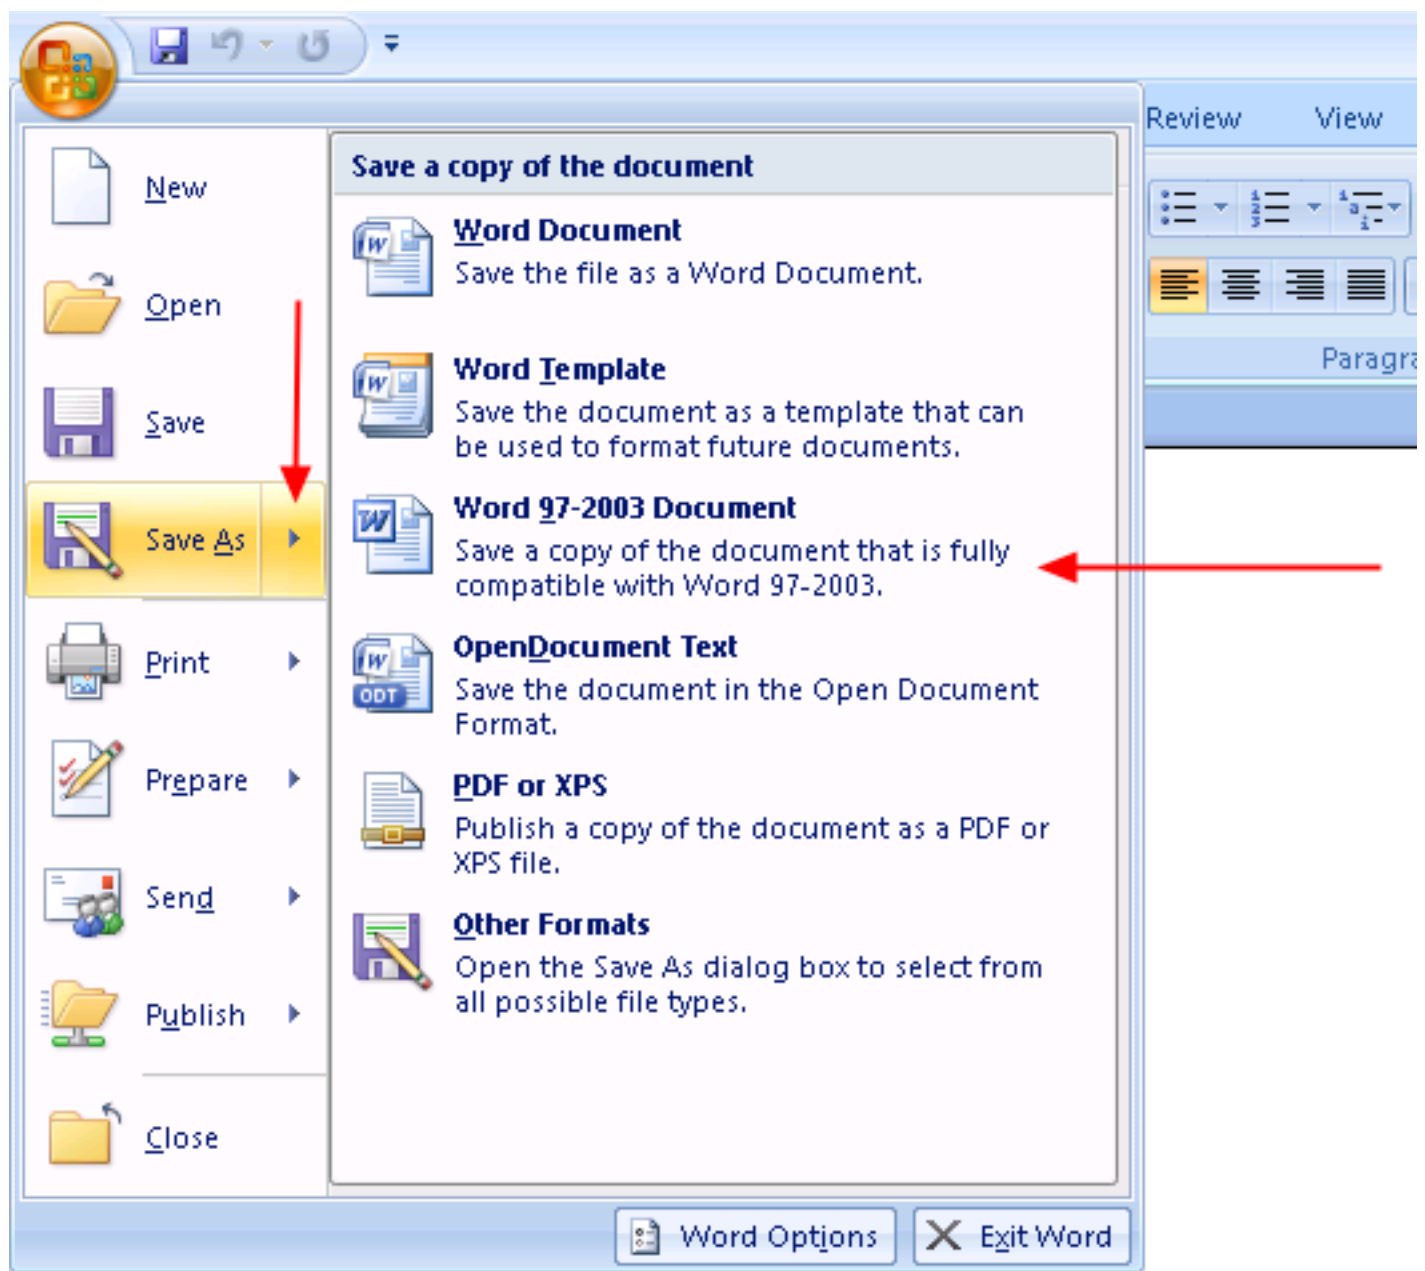 Review View
Paragra
New
Open
Save
Save As
Print
Prepare
Send
Publish
Close
Save a copy of the document
Word Document
Save the file as a Word Document.
Word Template
Save the document as a template that can
be used to format future documents.
Word 97-2003 Document
Save a copy of the document that is fully
compatible with Word 97-2003.
OpenDocument Text
ODT
Save the document in the Open Document
Format.
PDF or XPS
Publish a copy of the document as a PDF or
XPS file.
Other Formats
Open the Save As dialog box to select from
all possible file types.
Word Options
Exit Word